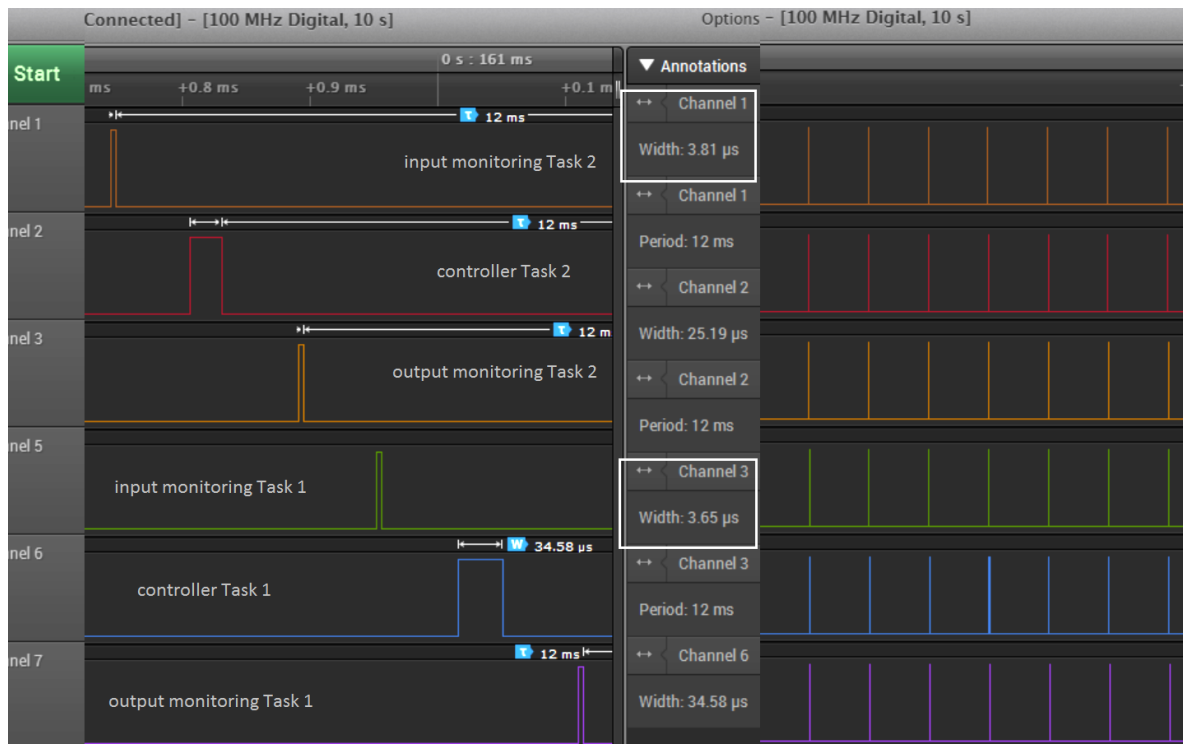 Connected] – [100 MHz Digital, 10 s]
Options – [100 MHz Digital, 10 s]
Start
0 s : 161 ms
ms
+0.8 ms
+0.9 ms
+0.1 m
nel 1
12 ms
input monitoring Task 2
nel 2
12 ms
controller Task 2
nel 3
12 m
output monitoring Task 2
nel 5
input monitoring Task 1
nel 6
W 34.58 µs
controller Task 1
nel 7
12 ms
output monitoring Task 1
Annotations
Channel 1
Width: 3.81 µs
Channel 1
Period: 12 ms
Channel 2
Width: 25.19 µs
Channel 2
Period: 12 ms
Channel 3
Width: 3.65 µs
Channel 3
Period: 12 ms
Channel 6
Width: 34.58 µs